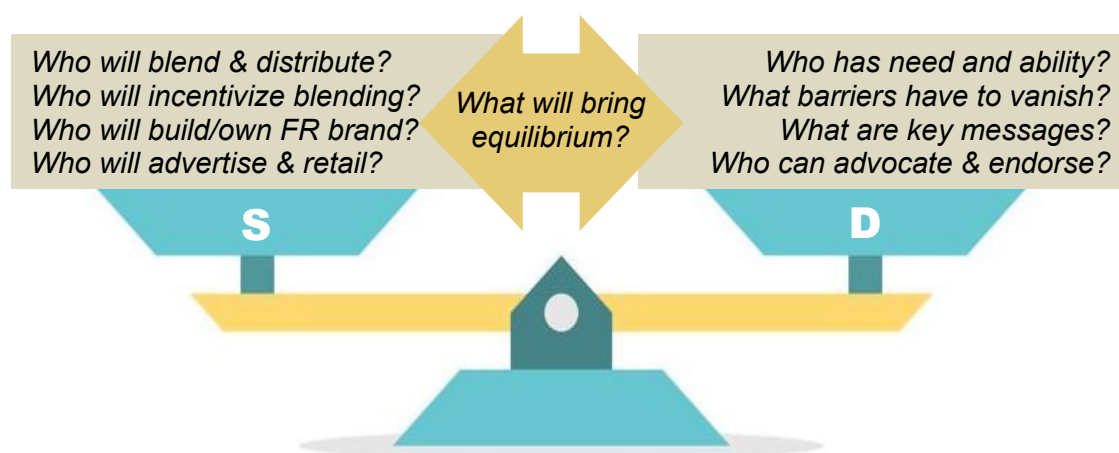 Who will blend & distribute?
Who will incentivize blending?
Who will build/own FR brand?
Who will advertise & retail?
What will bring
equilibrium?
Who has need and ability?
What barriers have to vanish?
What are key messages?
Who can advocate & endorse?
S
D